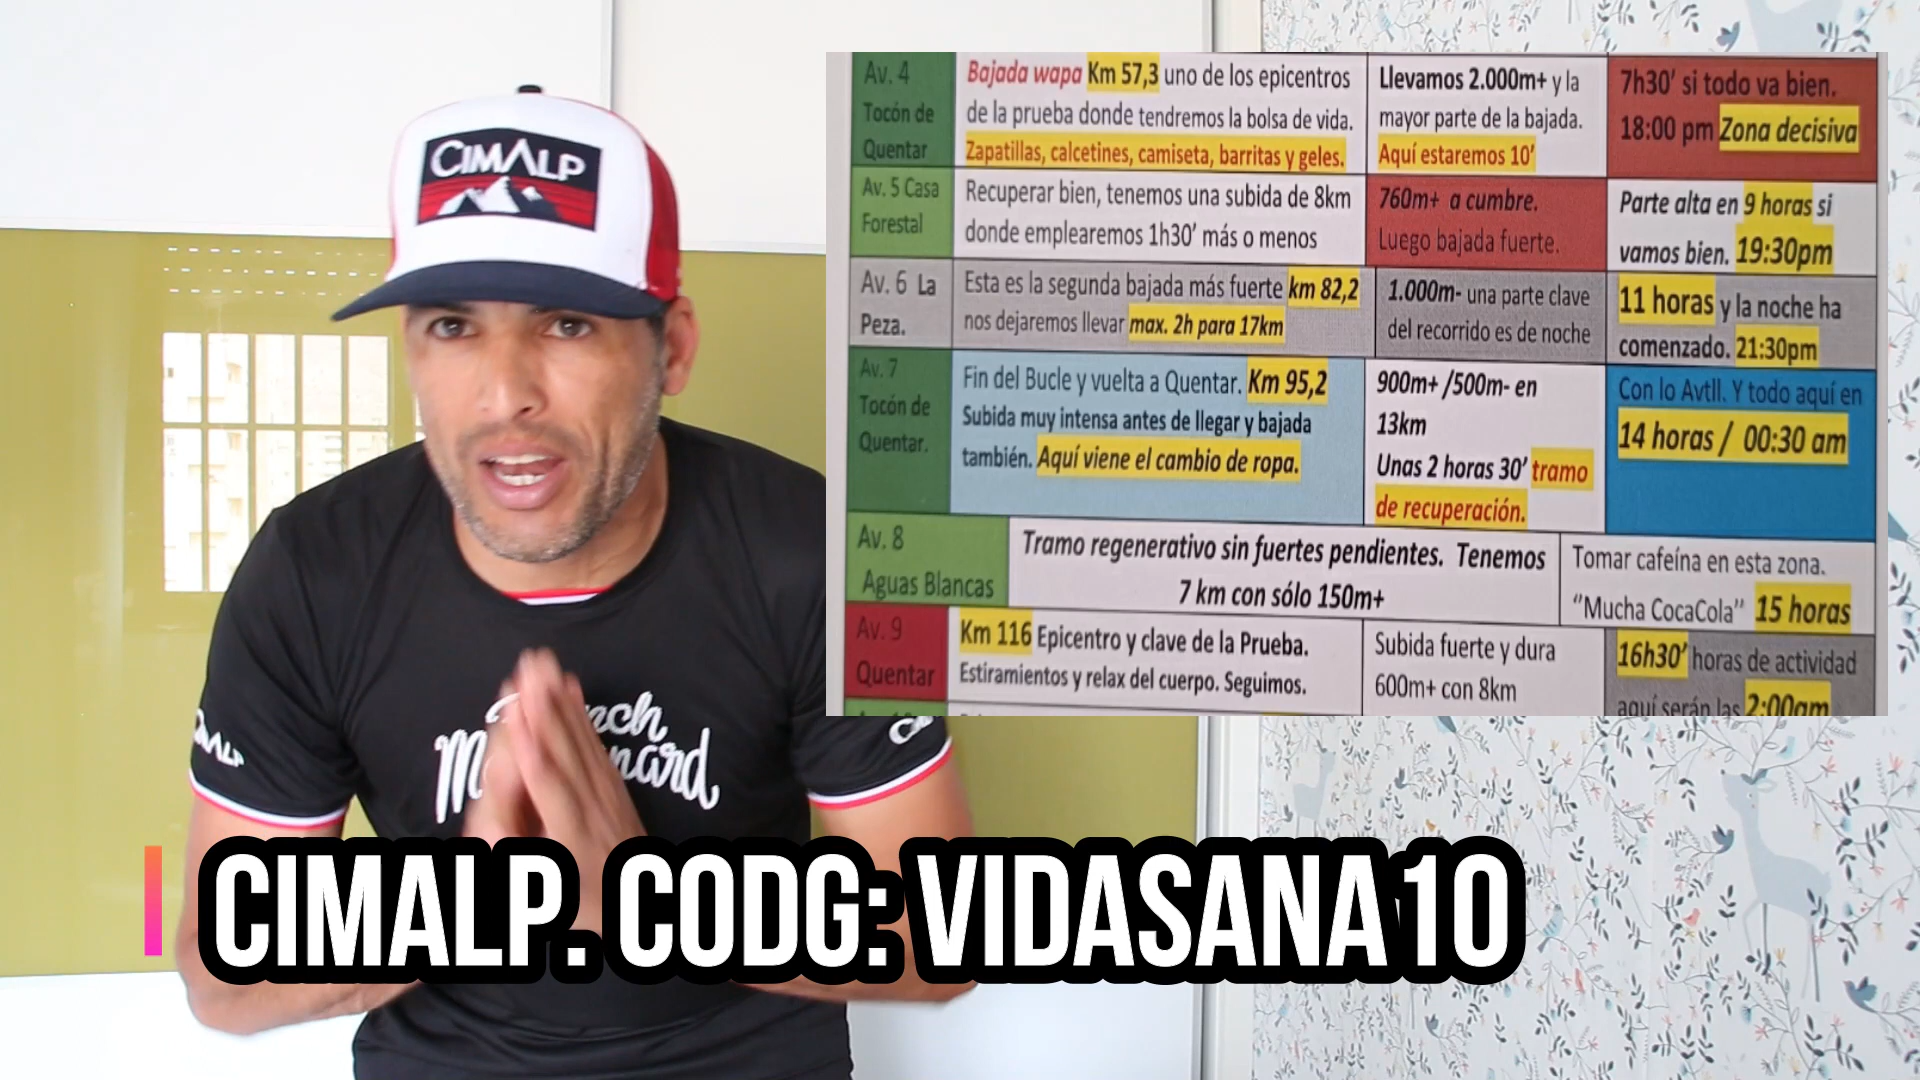 CIMALP
Av. 4
Tocón de
Quentar
Bajada wapa Km 57,3 uno de los epicentros
de la prueba donde tendremos la bolsa de vida.
Zapatillas, calcetines, camiseta, barritas y geles.
Llevamos 2.000m+ y la
mayor parte de la bajada.
Aquí estaremos 10'
7h30' si todo va bien.
18:00 pm Zona decisiva
Av. 5 Casa
Forestal
Recuperar bien, tenemos una subida de 8km
donde emplearemos 1h30' más o menos
760m+ a cumbre.
Luego bajada fuerte.
Parte alta en 9 horas si
vamos bien. 19:30pm
Av. 6 La
Peza.
Esta es la segunda bajada más fuerte km 82,2
nos dejaremos llevar max. 2h para 17km
1.000m- una parte clave
del recorrido es de noche
11 horas y la noche ha
comenzado. 21:30pm
Av. 7
Tocón de
Quentar.
Fin del Bucle y vuelta a Quentar. Km 95,2
Subida muy intensa antes de llegar y bajada
también. Aquí viene el cambio de ropa.
900m+ /500m- en
13km
Unas 2 horas 30' tramo
de recuperación.
Con lo Avtll. Y todo aquí en
14 horas / 00:30 am
Av. 8
Aguas Blancas
Tramo regenerativo sin fuertes pendientes. Tenemos
7 km con sólo 150m+
Tomar cafeína en esta zona.
"Mucha CocaCola" 15 horas
Av. 9
Quentar
Km 116 Epicentro y clave de la Prueba.
Estiramientos y relax del cuerpo. Seguimos.
Subida fuerte y dura
600m+ con 8km
16h30' horas de actividad
aquí serán las 2:00am
CIMALP
CIMALP. CODG: VIDASANA10